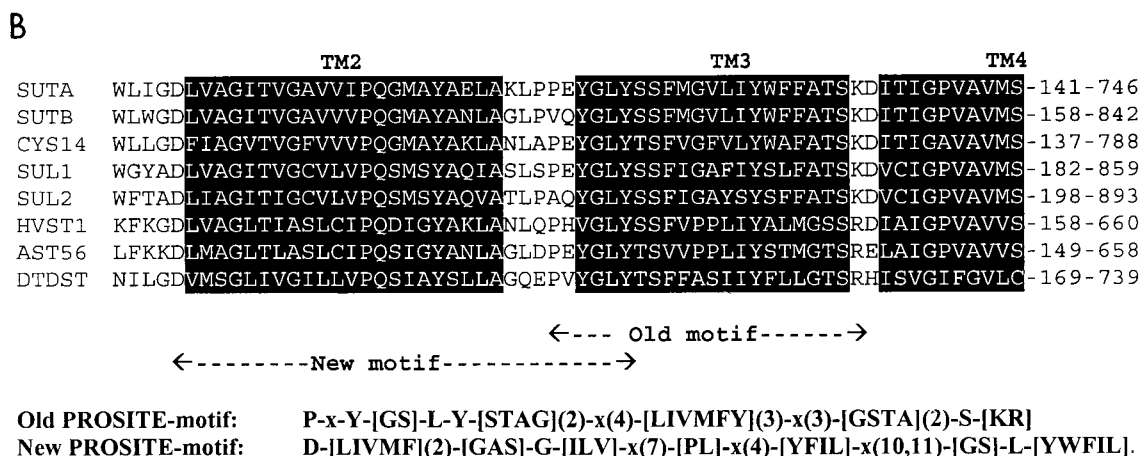 B
TM2 TM3 TM4
SUTA WLIGDLVAGITVGAVVIPQGMAYAELAKLPPEYGLYSSFMGVLIYWFFATSKDITIGPVAVMS-141-746
SUTB WLWGDLVAGITVGAVVVPQGMAYANLAGLPVQYGLYSSFMGVLIYWFFATSKDITIGPVAVMS-158-842
CYS14 WLLGDFIAGVTVGFVVVPQGMAYAKLANLAPEYGLYTSFVGFVLYWAFATSKDITIGAVAVMS-137-788
SUL1 WGYADLVAGITVGCVLVPQSMSYAQIASLSPEYGLYSSFIGAFIYSLFATSKDVCIGPVAVMS-182-859
SUL2 WFTADLIAGITIGCVLVPQSMSYAQVATLPAQYGLYSSFIGAYSYSFFATSKDVCIGPVAVMS-198-893
HVST1 KFKGDLVAGLTIASLCIPQDIGYAKLANLQPHVGLYSSFVPPLIYALMGSSRDIAIGPVAVVS-158-660
AST56 LFKKDLMAGLTLASLCIPQSIGYANLAGLDPEYGLYTSVVPPLIYSTMGTSRELAIGPVAVVS-149-658
DTDST NILGDVMSGLIVGILLVPQSIAYSLLAGQEPVYGLYTSFFASIIYFLLGTSRHISVGIFGVLC-169-739
←--- Old motif------→
←--------New motif------------→
Old PROSITE-motif: P-x-Y-[GS]-L-Y-[STAG](2)-x(4)-[LIVMFY](3)-x(3)-[GSTA](2)-S-[KR]
New PROSITE-motif: D-[LIVMF](2)-[GAS]-G-[ILV]-x(7)-[PL]-x(4)-[YFIL]-x(10,11)-[GS]-L-[YWFIL].